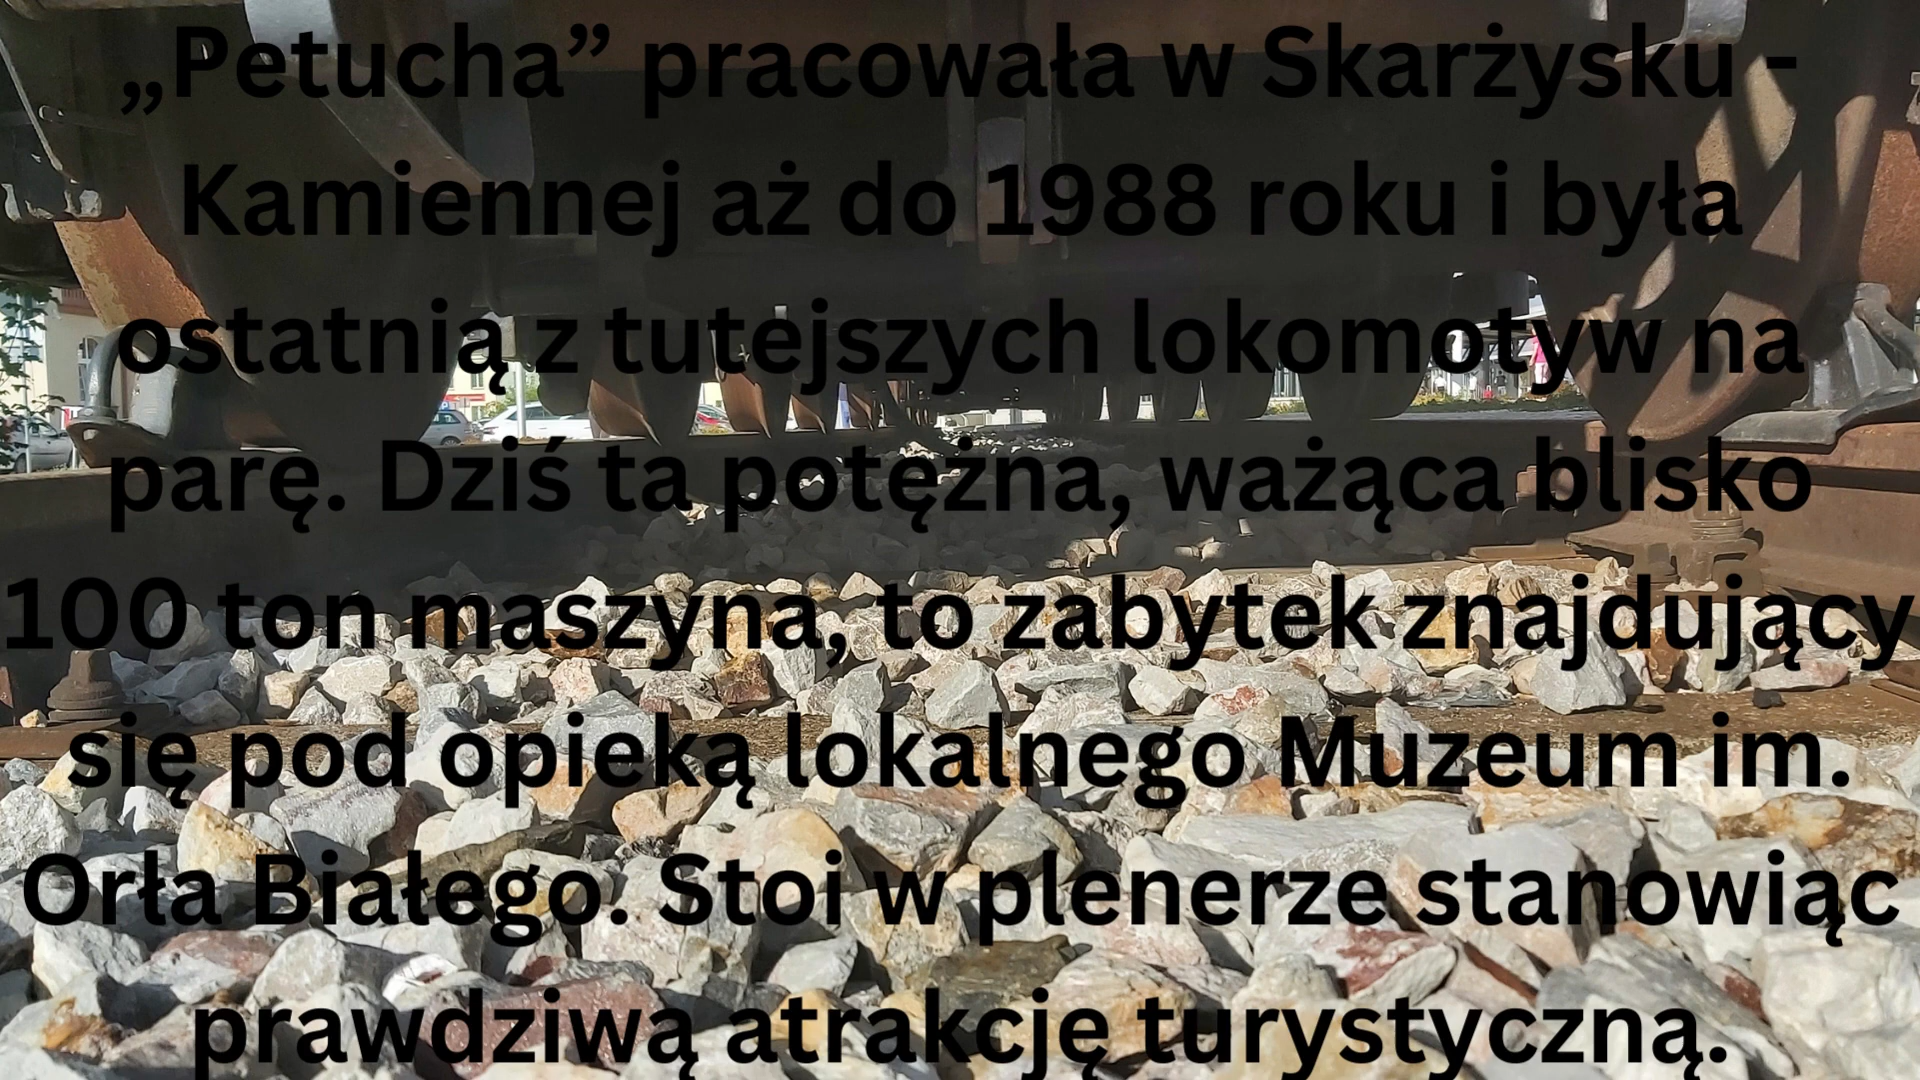 „Petucha” pracowała w Skarżysku -
Kamiennej aż do 1988 roku i była
ostatnią z tutejszych lokomotyw na
parę. Dziś ta potężna, ważąca blisko
100 ton maszyna, to zabytek znajdujący
się pod opieką lokalnego Muzeum im.
Orła Białego. Stoi w plenerze stanowiąc
prawdziwą atrakcję turystyczną.